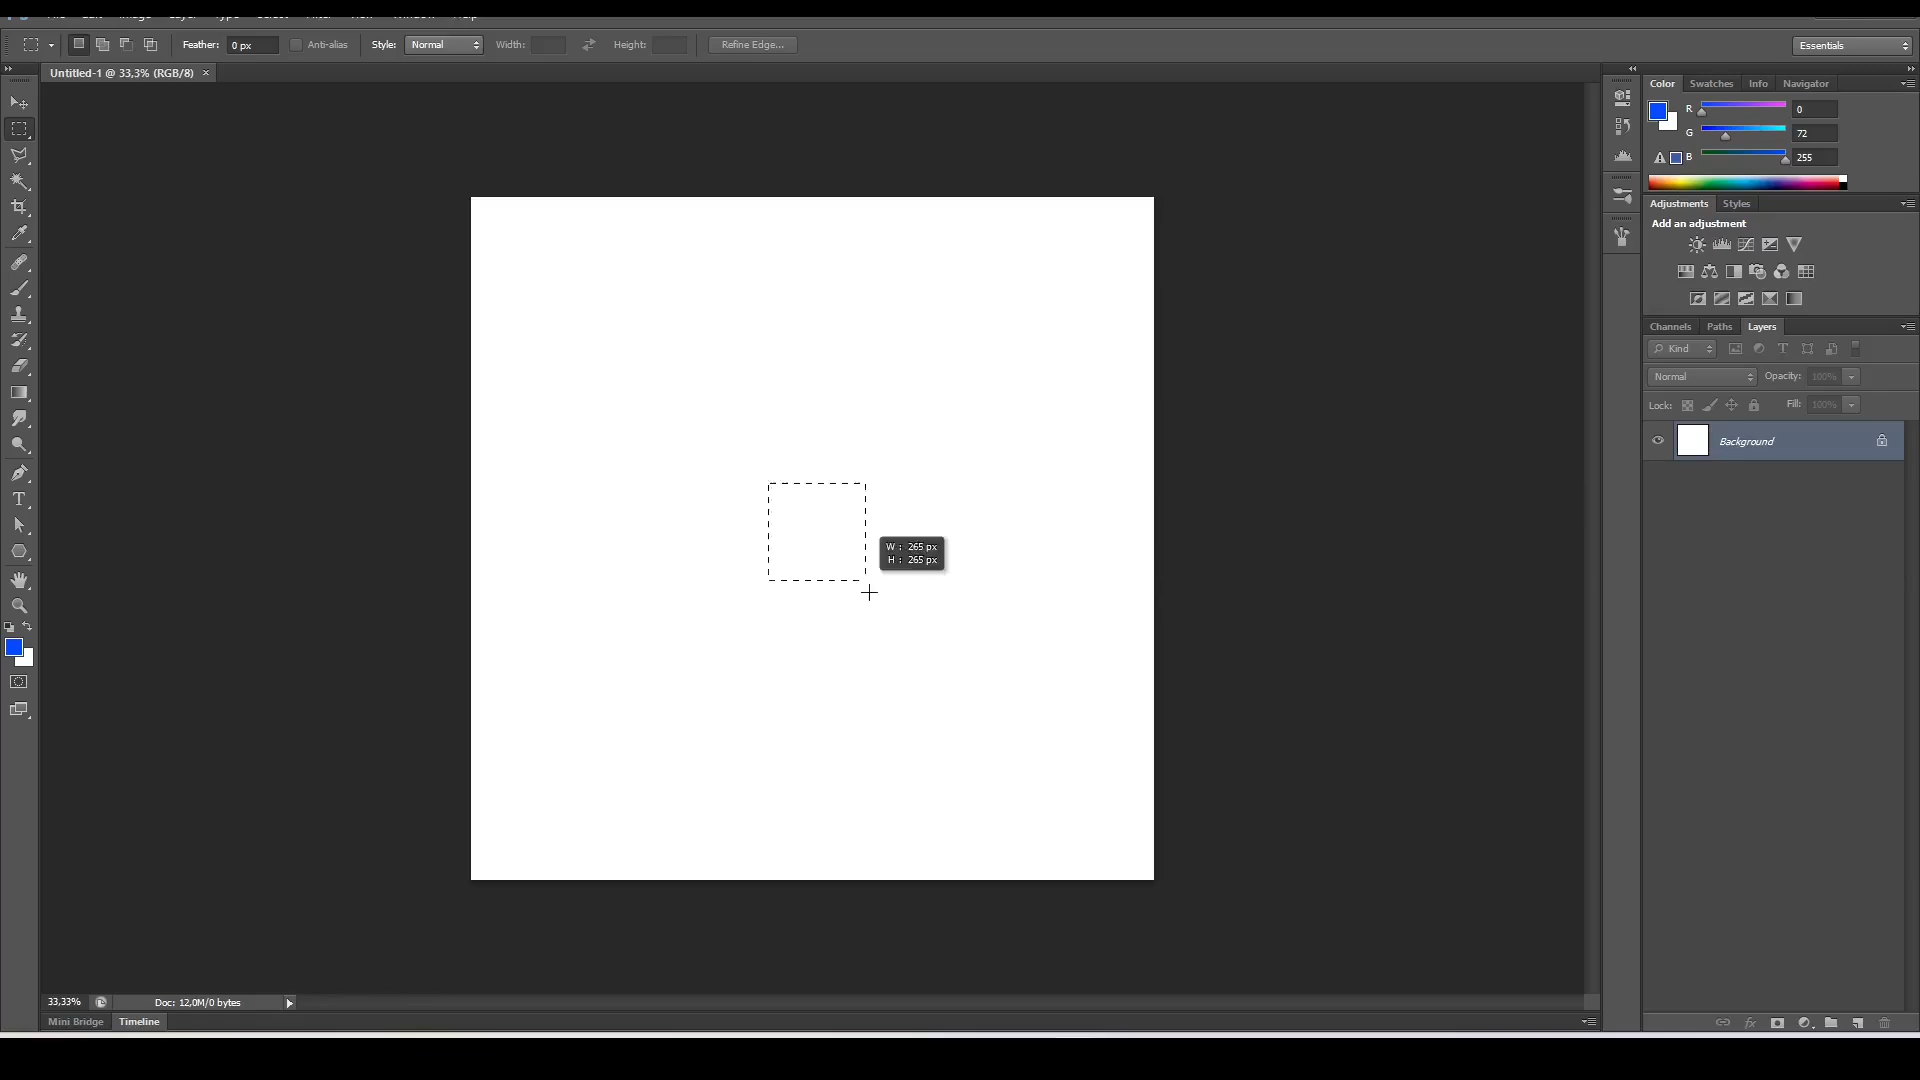 Feather: 0 px Anti-alias Style: Normal Width: Height: Refine Edge... Essentials
Untitled-1 @ 33,3% (RGB/8) ×
Color Swatches Info Navigator
R 0
G 72
B 255
Adjustments Styles
Add an adjustment
Channels Paths Layers
Kind
Normal Opacity: 100%
Lock: Fill: 100%
Background
W : 265 px
H : 265 px
33,33% Doc: 12,0M/0 bytes
Mini Bridge Timeline